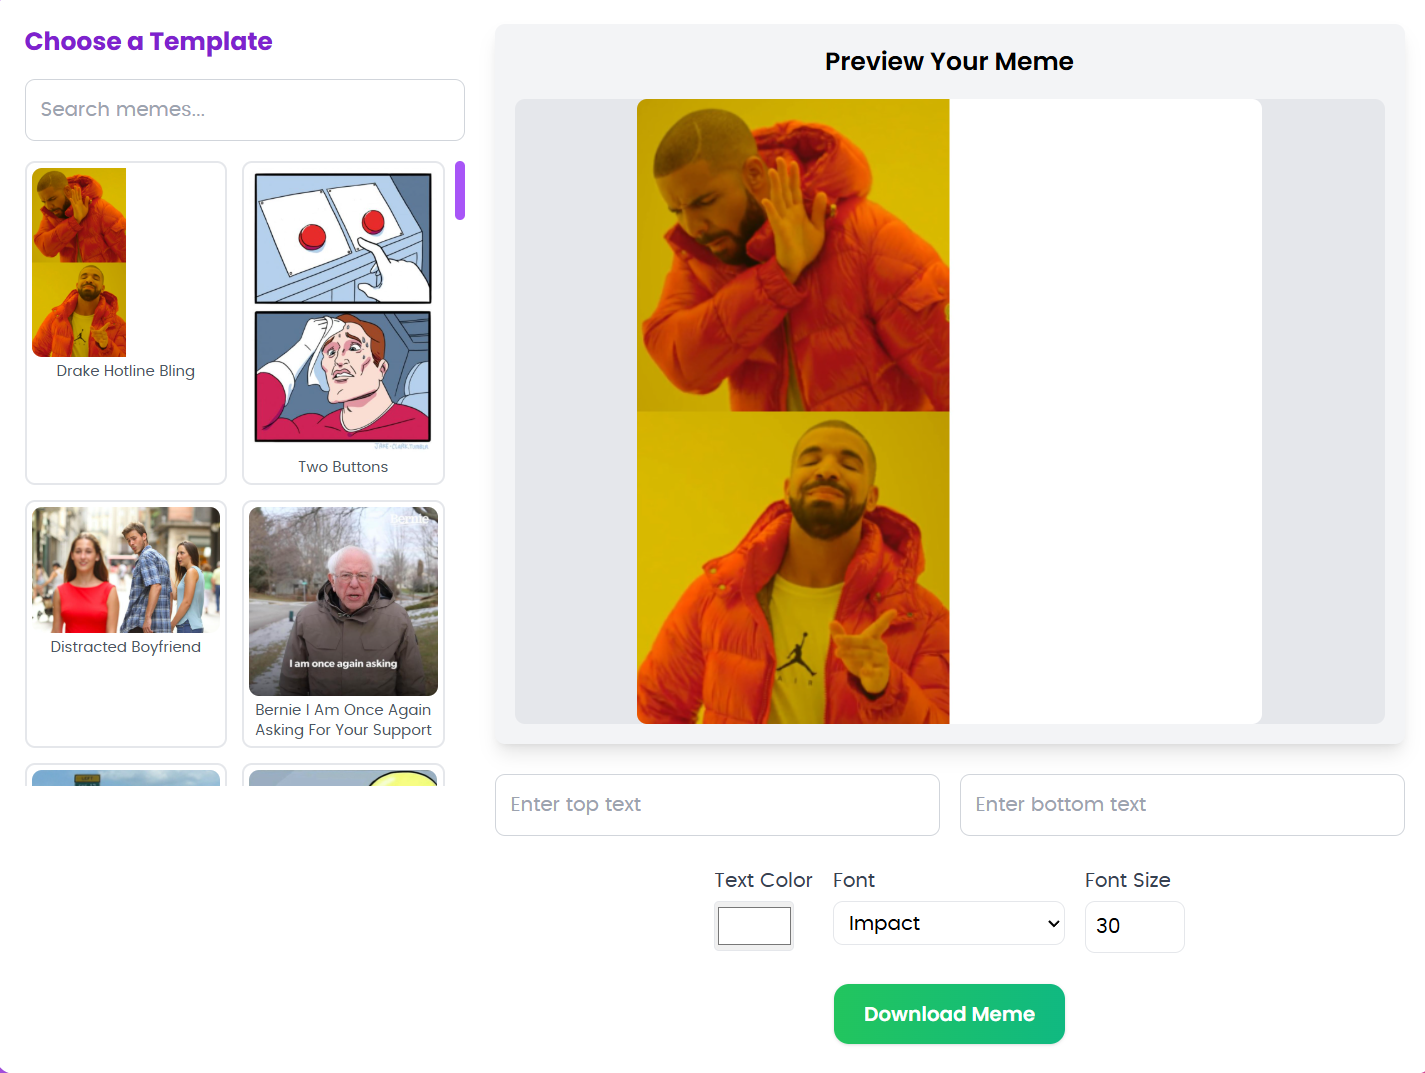 Choose a Template
Search memes...
Drake Hotline Bling
Two Buttons
Distracted Boyfriend
I am once again asking
Bernie I Am Once Again
Asking For Your Support
Preview Your Meme
Enter top text
Enter bottom text
Text Color
Font
Font Size
Impact
30
Download Meme